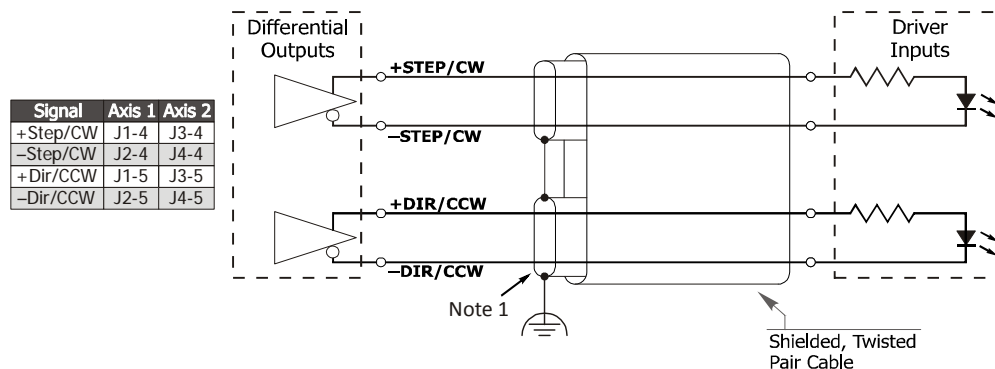 Differential
Outputs
Driver
Inputs
+STEP/CW
–STEP/CW
Signal Axis 1 Axis 2
+Step/CW J1-4 J3-4
–Step/CW J2-4 J4-4
+Dir/CCW J1-5 J3-5
–Dir/CCW J2-5 J4-5
+DIR/CCW
–DIR/CCW
Note 1
Shielded, Twisted
Pair Cable